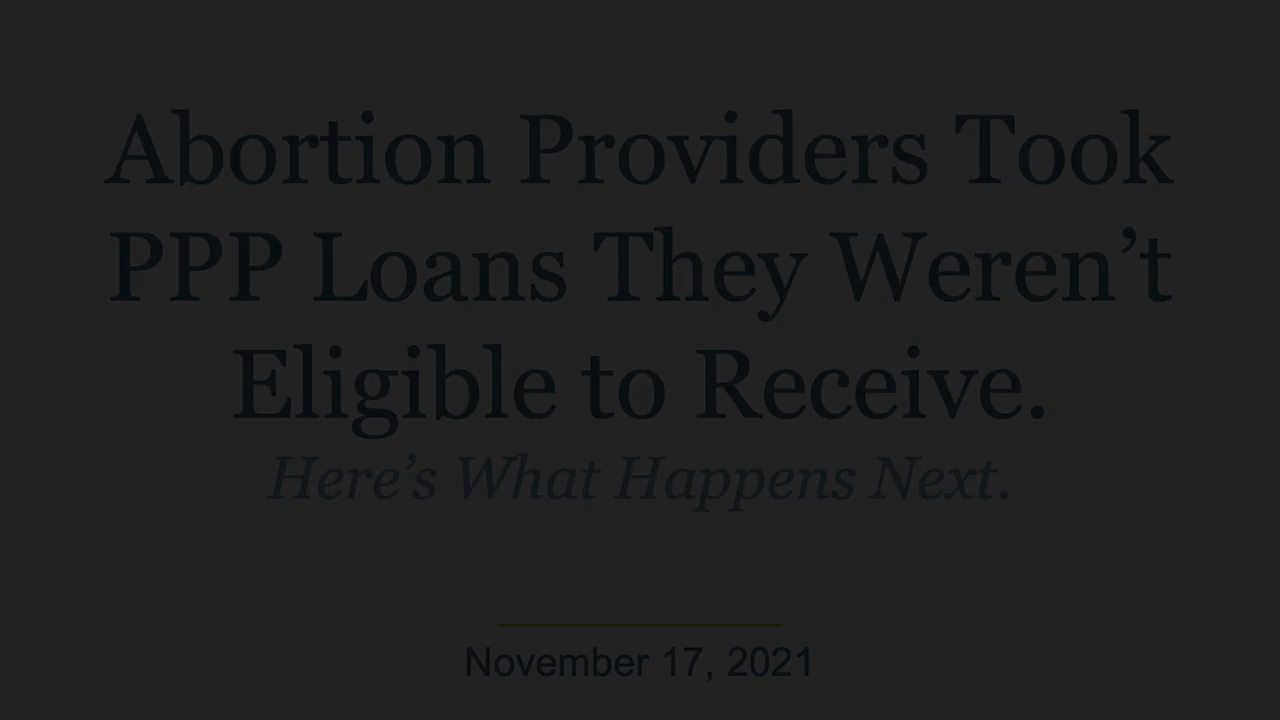 Abortion Providers Took
PPP Loans They Weren’t
Eligible to Receive.
Here’s What Happens Next.
November 17, 2021